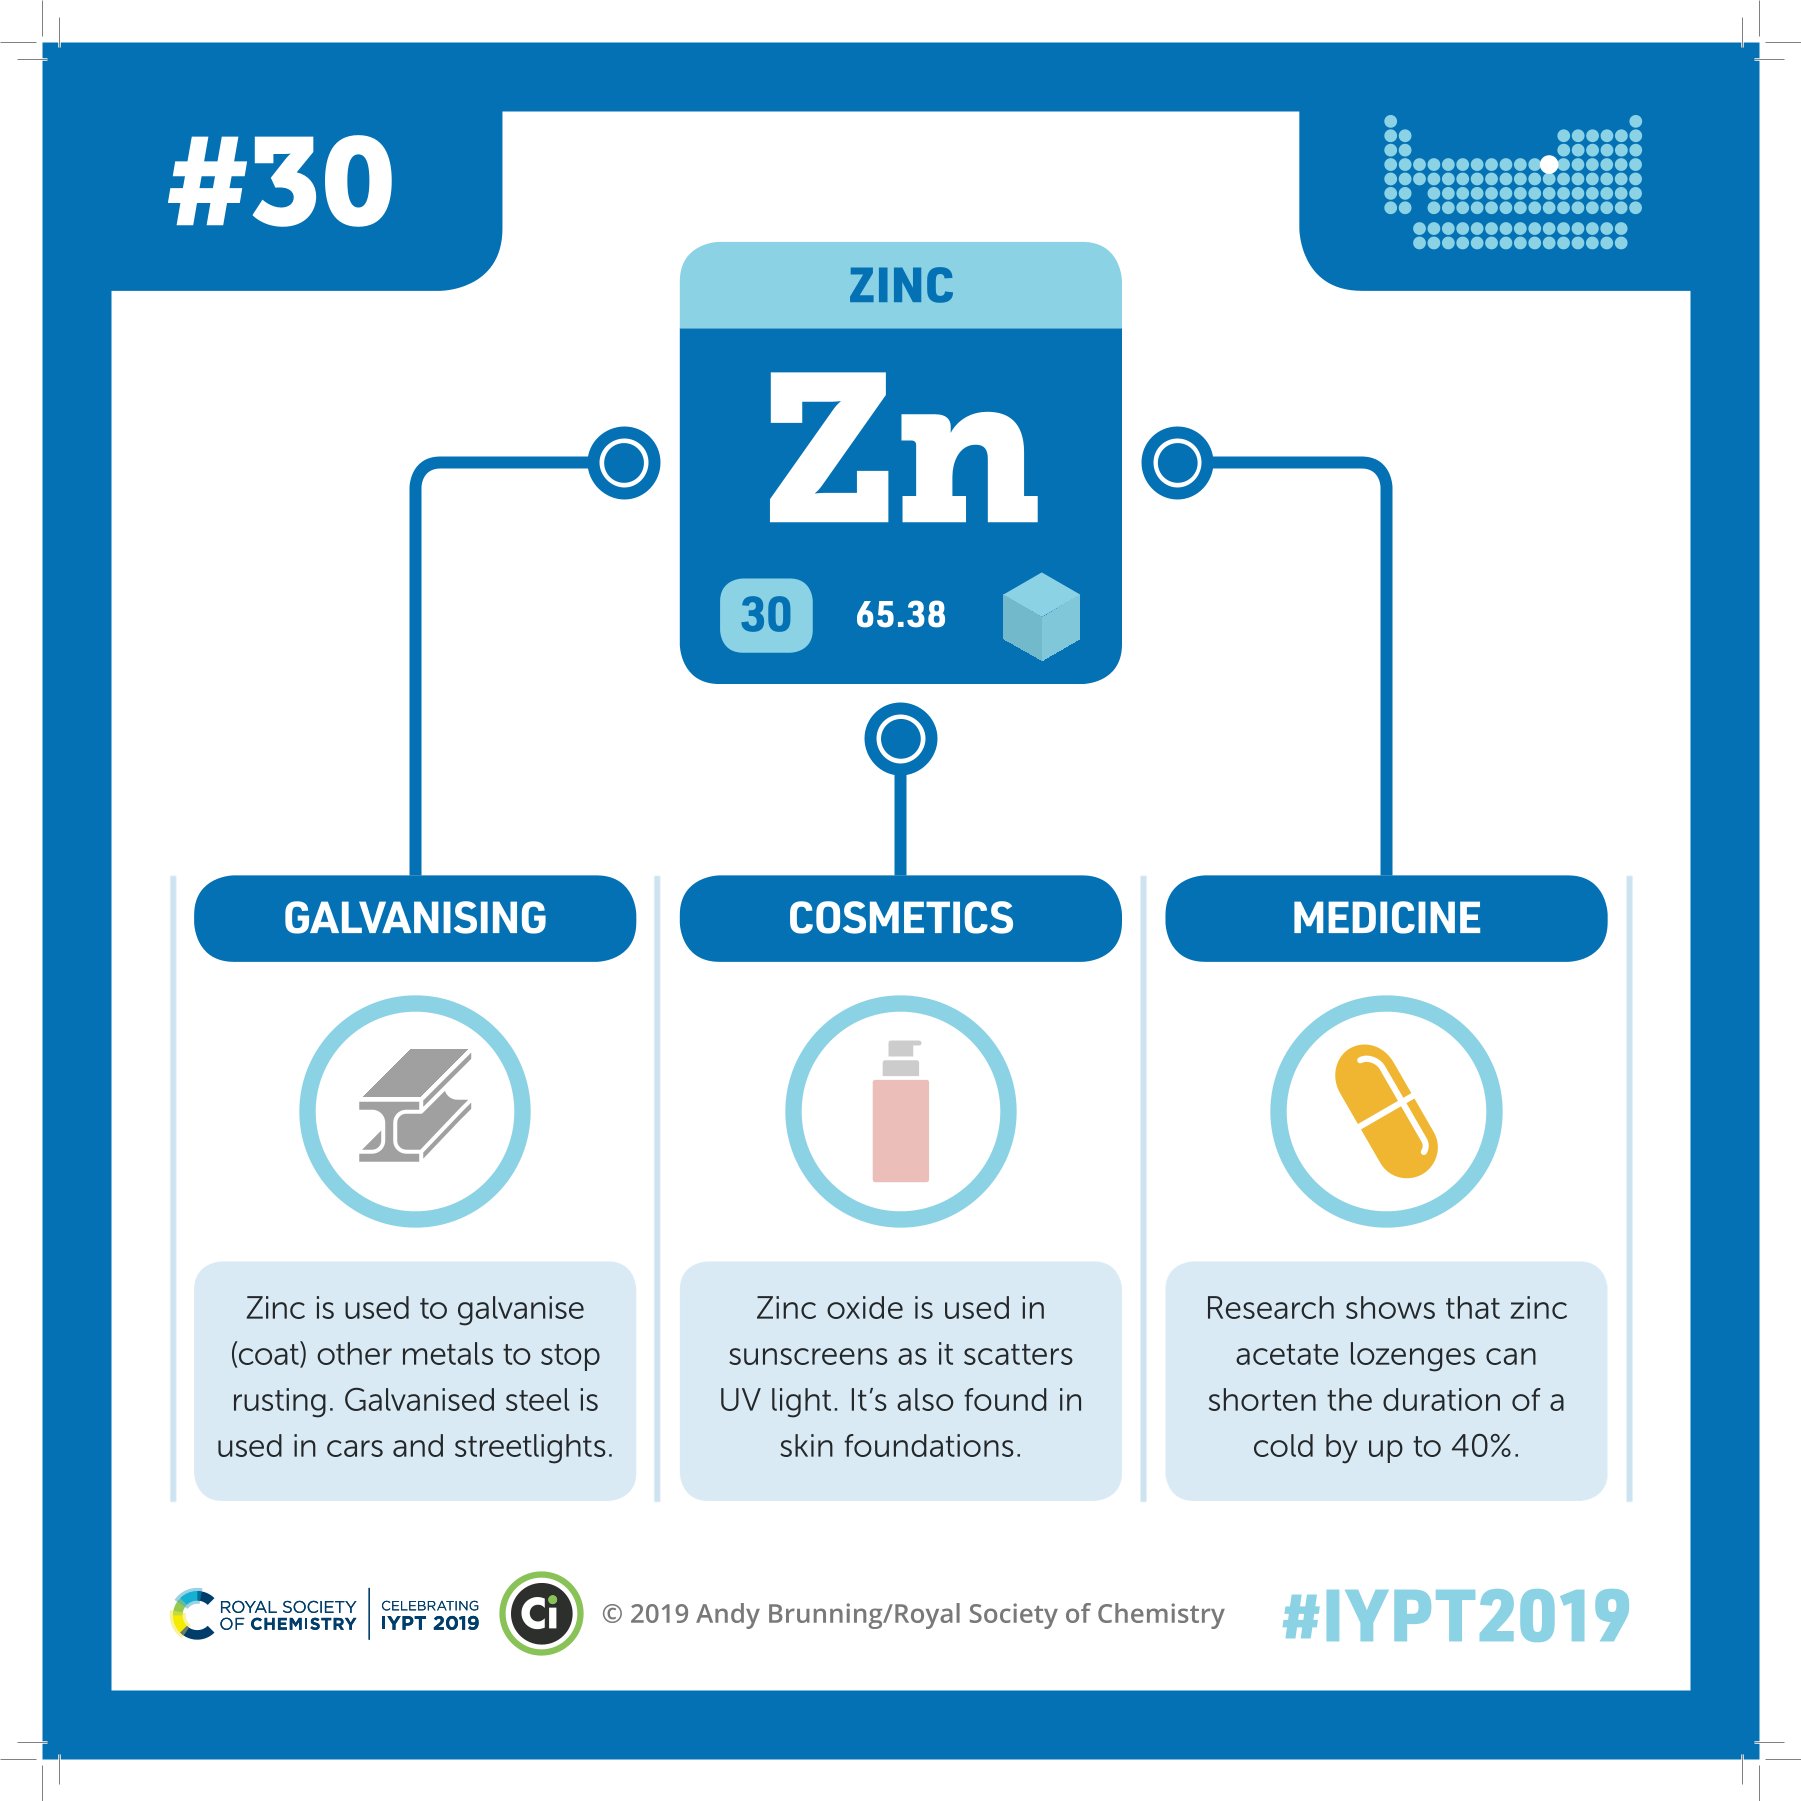 #30
ZINC
Zn
30
65.38
GALVANISING
COSMETICS
MEDICINE
Zinc is used to galvanise
(coat) other metals to stop
rusting. Galvanised steel is
used in cars and streetlights.
Zinc oxide is used in
sunscreens as it scatters
UV light. It's also found in
skin foundations.
Research shows that zinc
acetate lozenges can
shorten the duration of a
cold by up to 40%.
ROYAL SOCIETY
OF CHEMISTRY
CELEBRATING
IYPT 2019
Ci
© 2019 Andy Brunning/Royal Society of Chemistry
#IYPT2019